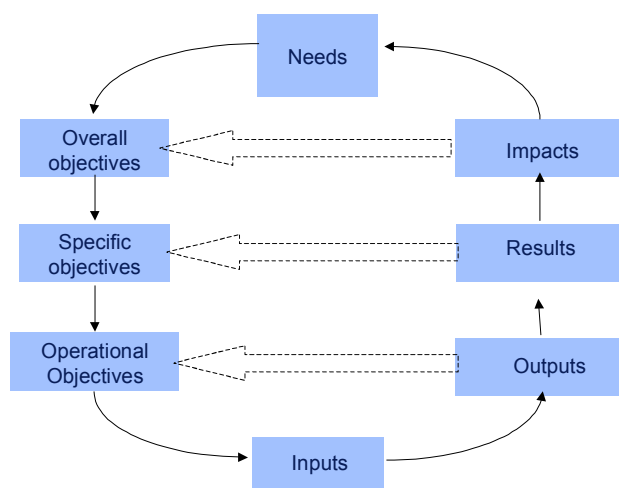 Needs
Overall
objectives
Impacts
Specific
objectives
Results
Operational
Objectives
Outputs
Inputs